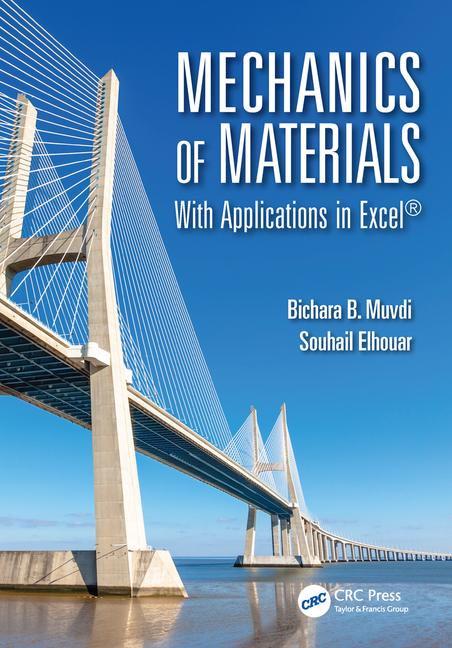 MECHANICS
OF MATERIALS
With Applications in Excel®
Bichara B. Muvdi
Souhail Elhouar
CRC
CRC Press
Taylor & Francis Group